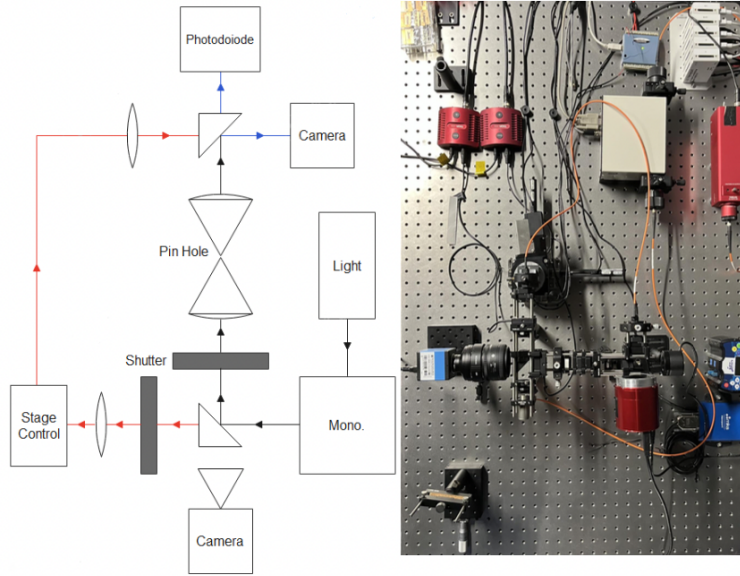 Photodoiode
Camera
Pin Hole
Light
Shutter
Stage
Control
Mono.
Camera